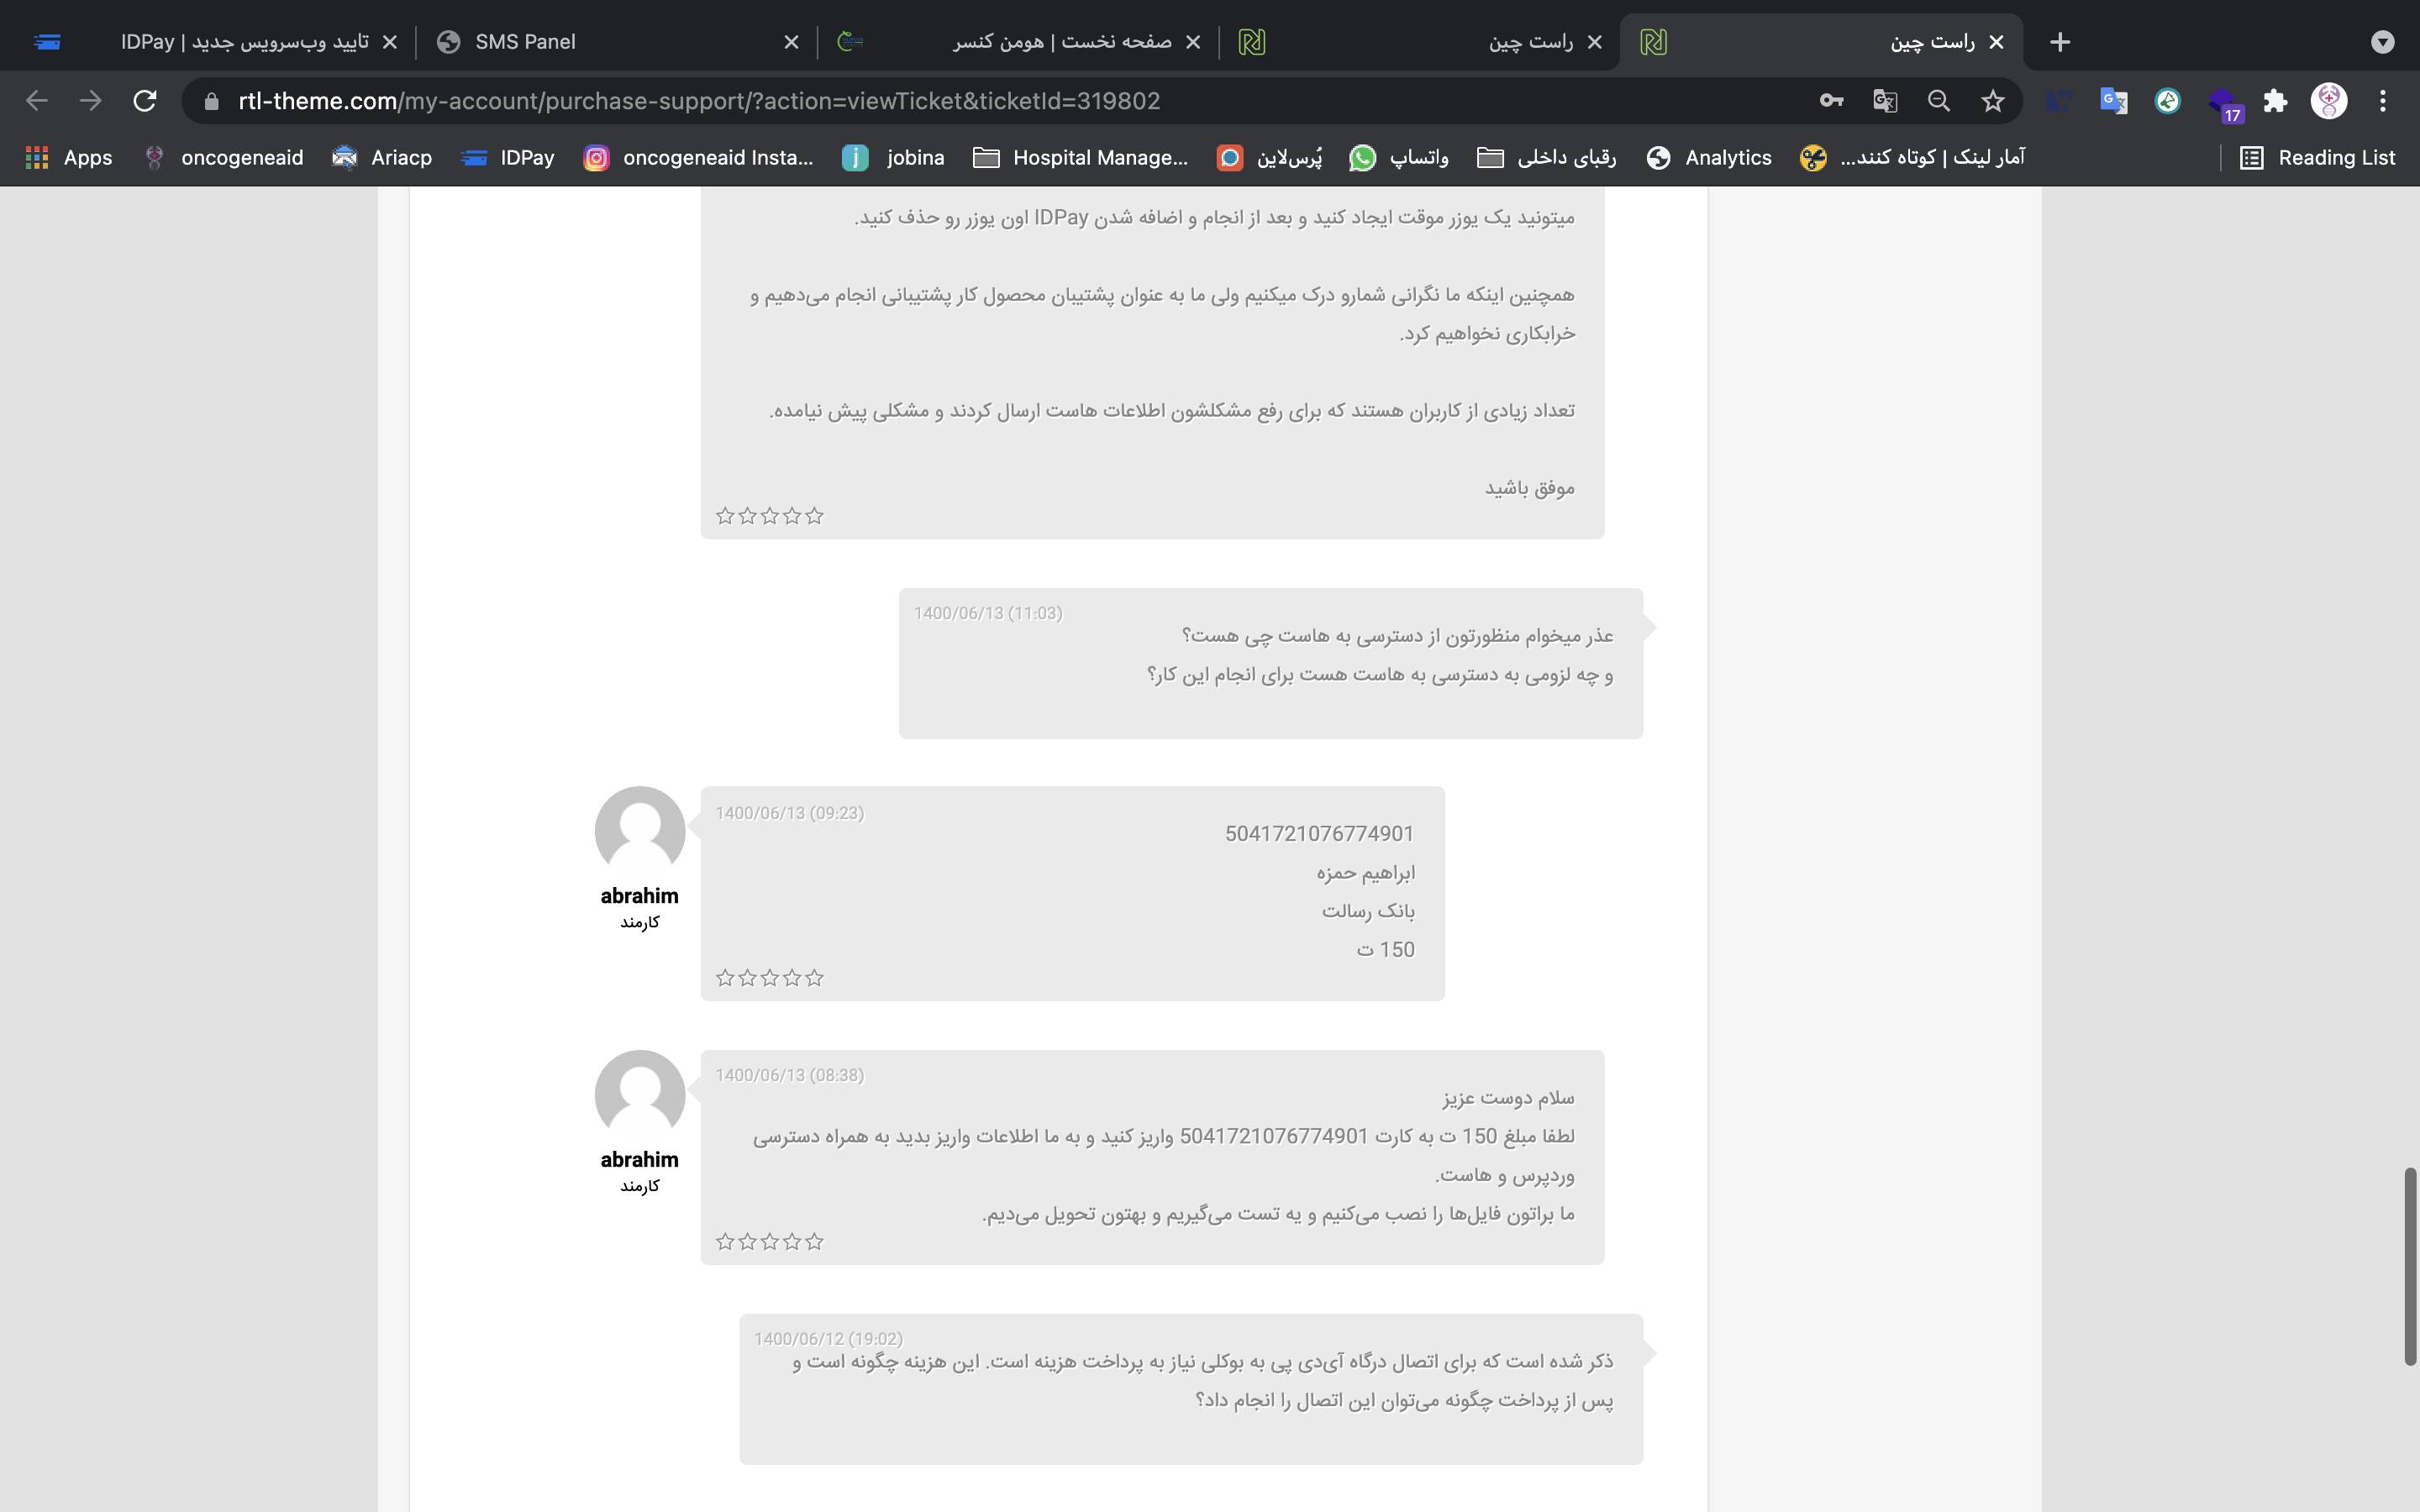 تایید وب‌سرویس جدید | IDPay
SMS Panel
صفحه نخست | هومن کنسر
راست چین
راست چین
rtl-theme.com/my-account/purchase-support/?action=viewTicket&ticketId=319802
17
Apps
oncogeneaid
Ariacp
IDPay
oncogeneaid Insta...
jobina
Hospital Manage...
پُرس‌لاین
واتساپ
رقبای داخلی
Analytics
آمار لینک | کوتاه کنند...
Reading List
میتونید یک یوزر موقت ایجاد کنید و بعد از انجام و اضافه شدن IDPay اون یوزر رو حذف کنید.
همچنین اینکه ما نگرانی شمارو درک میکنیم ولی ما به عنوان پشتیبان محصول کار پشتیبانی انجام می‌دهیم و
خرابکاری نخواهیم کرد.
تعداد زیادی از کاربران هستند که برای رفع مشکلشون اطلاعات هاست ارسال کردند و مشکلی پیش نیامده.
موفق باشید
1400/06/13 (11:03)
عذر میخوام منظورتون از دسترسی به هاست چی هست؟
و چه لزومی به دسترسی به هاست هست برای انجام این کار؟
1400/06/13 (09:23)
5041721076774901
ابراهیم حمزه
بانک رسالت
150 ت
abrahim
کارمند
1400/06/13 (08:38)
سلام دوست عزیز
لطفا مبلغ 150 ت به کارت 5041721076774901 واریز کنید و به ما اطلاعات واریز بدید به همراه دسترسی
وردپرس و هاست.
ما براتون فایل‌ها را نصب می‌کنیم و یه تست می‌گیریم و بهتون تحویل می‌دیم.
abrahim
کارمند
1400/06/12 (19:02)
ذکر شده است که برای اتصال درگاه آی‌دی پی به بوکلی نیاز به پرداخت هزینه است. این هزینه چگونه است و
پس از پرداخت چگونه می‌توان این اتصال را انجام داد؟